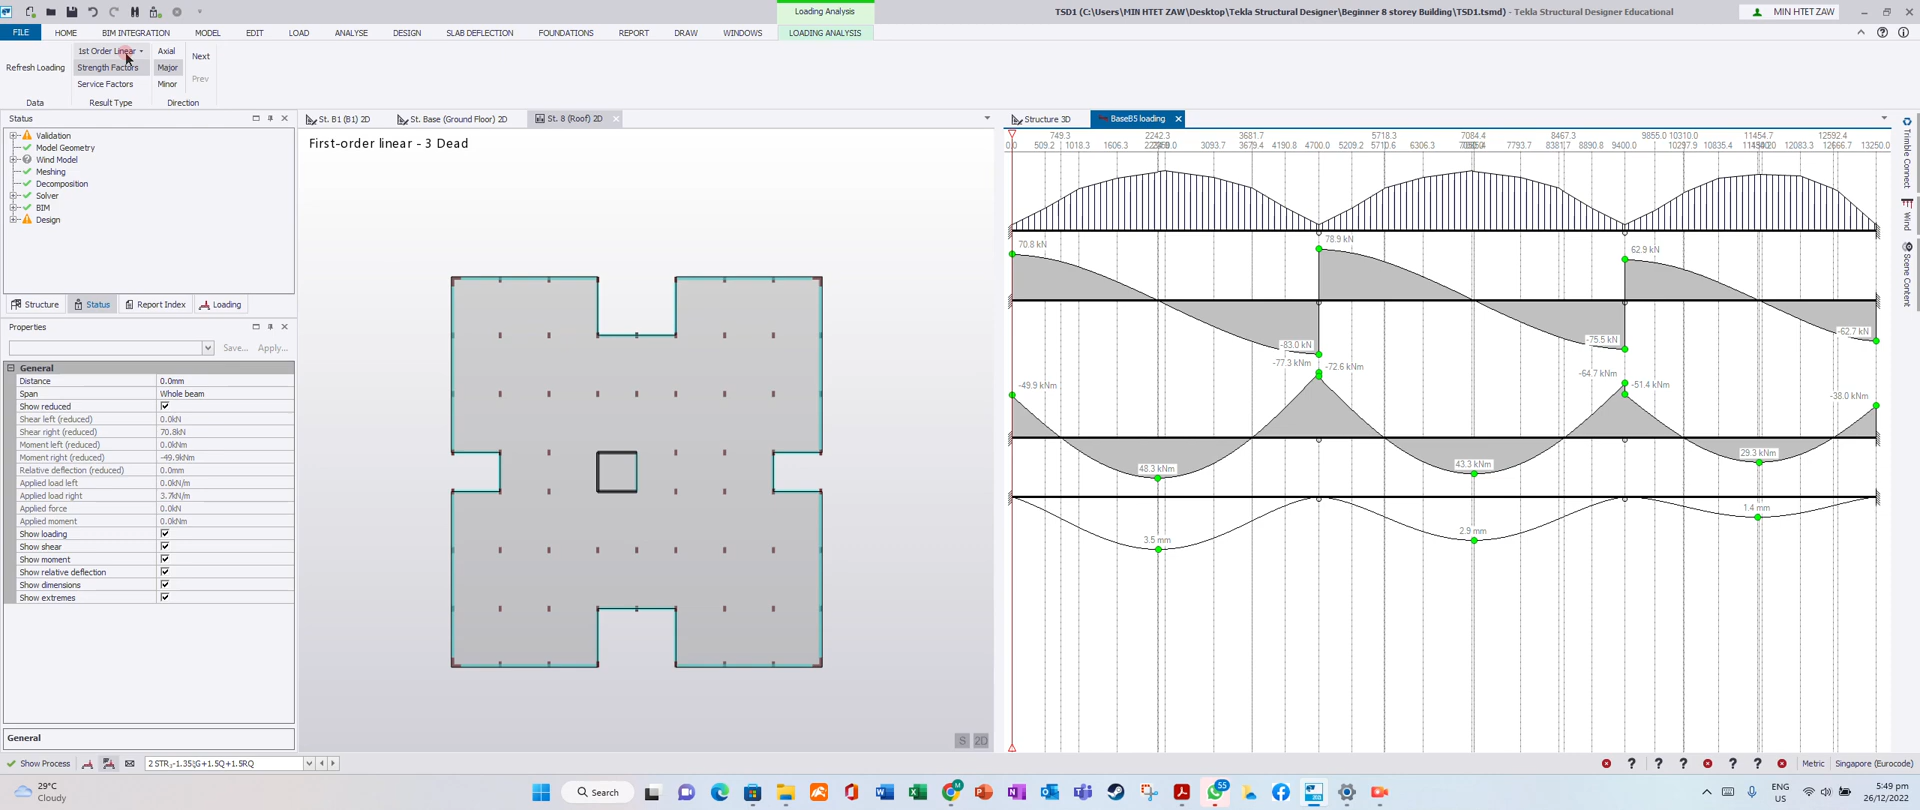 Loading Analysis
TSD1 (C:\Users\MIN HTET ZAW\Desktop\Tekla Structural Designer\Beginner 8 storey Building\TSD1.tsmd) - Tekla Structural Designer Educational
MIN HTET ZAW
FILE HOME BIM INTEGRATION MODEL EDIT LOAD ANALYSE DESIGN SLAB DEFLECTION FOUNDATIONS REPORT DRAW WINDOWS LOADING ANALYSIS
1st Order Linear Axial
Next
Refresh Loading Strength Factors Major
Prev
Service Factors Minor
Data Result Type Direction
Status
St. B1 (B1) 2D St. Base (Ground Floor) 2D St. 8 (Roof) 2D
Structure 3D BaseB5 loading
Validation
Model Geometry
Wind Model
Meshing
Decomposition
Solver
BIM
Design
Structure Status Report Index Loading
Properties
Save... Apply...
General
Distance 0.0mm
Span Whole beam
Show reduced
Shear left (reduced) 0.0kN
Shear right (reduced) 70.8kN
Moment left (reduced) 0.0kNm
Moment right (reduced) -49.9kNm
Relative deflection (reduced) 0.0mm
Applied load left 0.0kN/m
Applied load right 3.7kN/m
Applied force 0.0kN
Applied moment 0.0kNm
Show loading
Show shear
Show moment
Show relative deflection
Show dimensions
Show extremes
General
First-order linear - 3 Dead
S 2D
749.3 2242.3 3681.7 5718.3 7084.4 8467.3 9855.0 10310.0 11454.7 12592.4
0.0 509.2 1018.3 1606.3 3093.7 3679.4 4190.8 4700.0 5209.2 5710.6 6306.3 7793.7 8381.7 8890.8 9400.0 10297.9 10835.4 12083.3 12666.7 13250.0
70.8 kN 78.9 kN 62.9 kN
-83.0 kN -75.5 kN -62.7 kN
-49.9 kNm -77.3 kNm -72.6 kNm -64.7 kNm -51.4 kNm -38.0 kNm
48.3 kNm 43.3 kNm 29.3 kNm
3.5 mm 2.9 mm 1.4 mm
Trimble Connect
Wind
Scene Content
Show Process
Metric Singapore (Eurocode)
29°C
Cloudy
Search
55
ENG
US
5:49 pm
26/12/2022